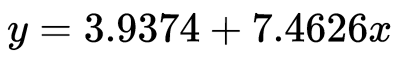 y = 3.9374 + 7.4626x